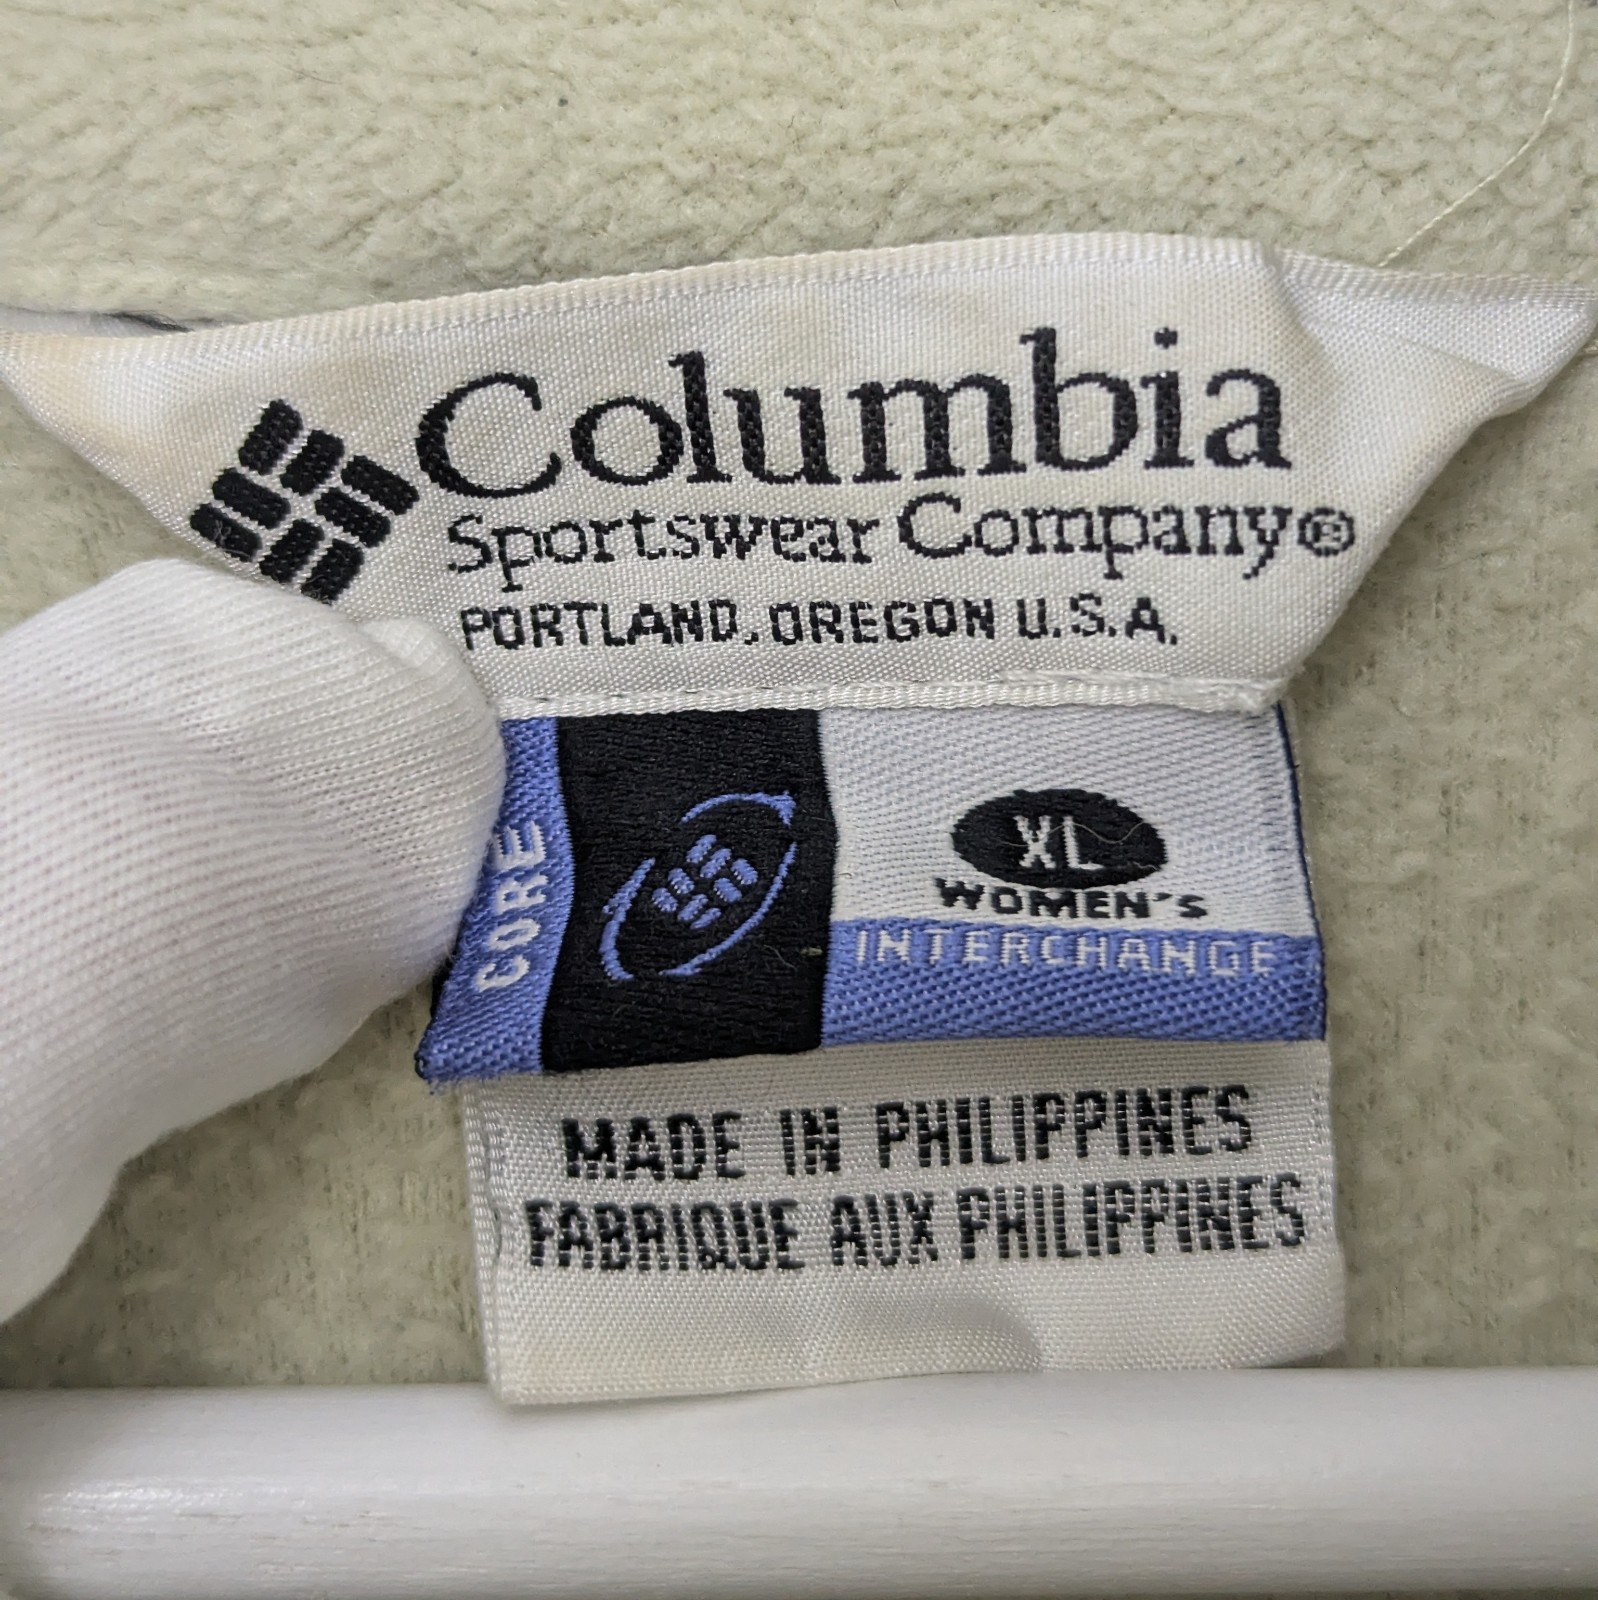 Columbia
Sportswear Company®
PORTLAND, OREGON U.S.A.
CORE
XL
WOMEN'S
INTERCHANGE
MADE IN PHILIPPINES
FABRIQUE AUX PHILIPPINES